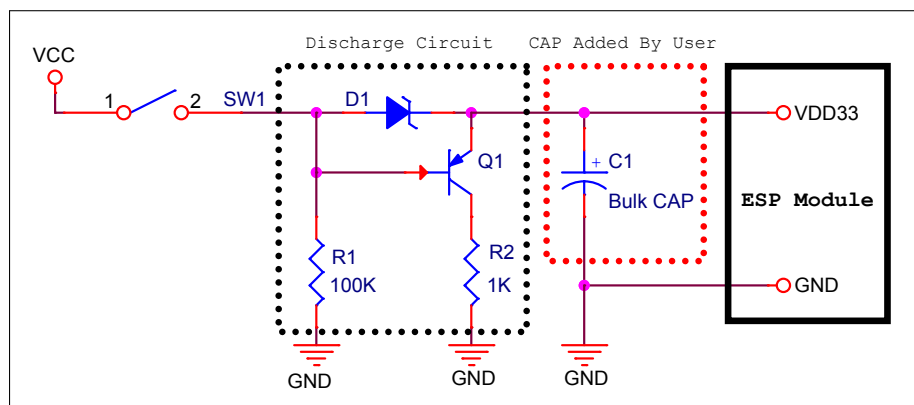 Discharge Circuit
CAP Added By User
VCC
1
2
SW1
D1
VDD33
Q1
+
C1
Bulk CAP
ESP Module
R1
100K
R2
1K
GND
GND
GND
GND